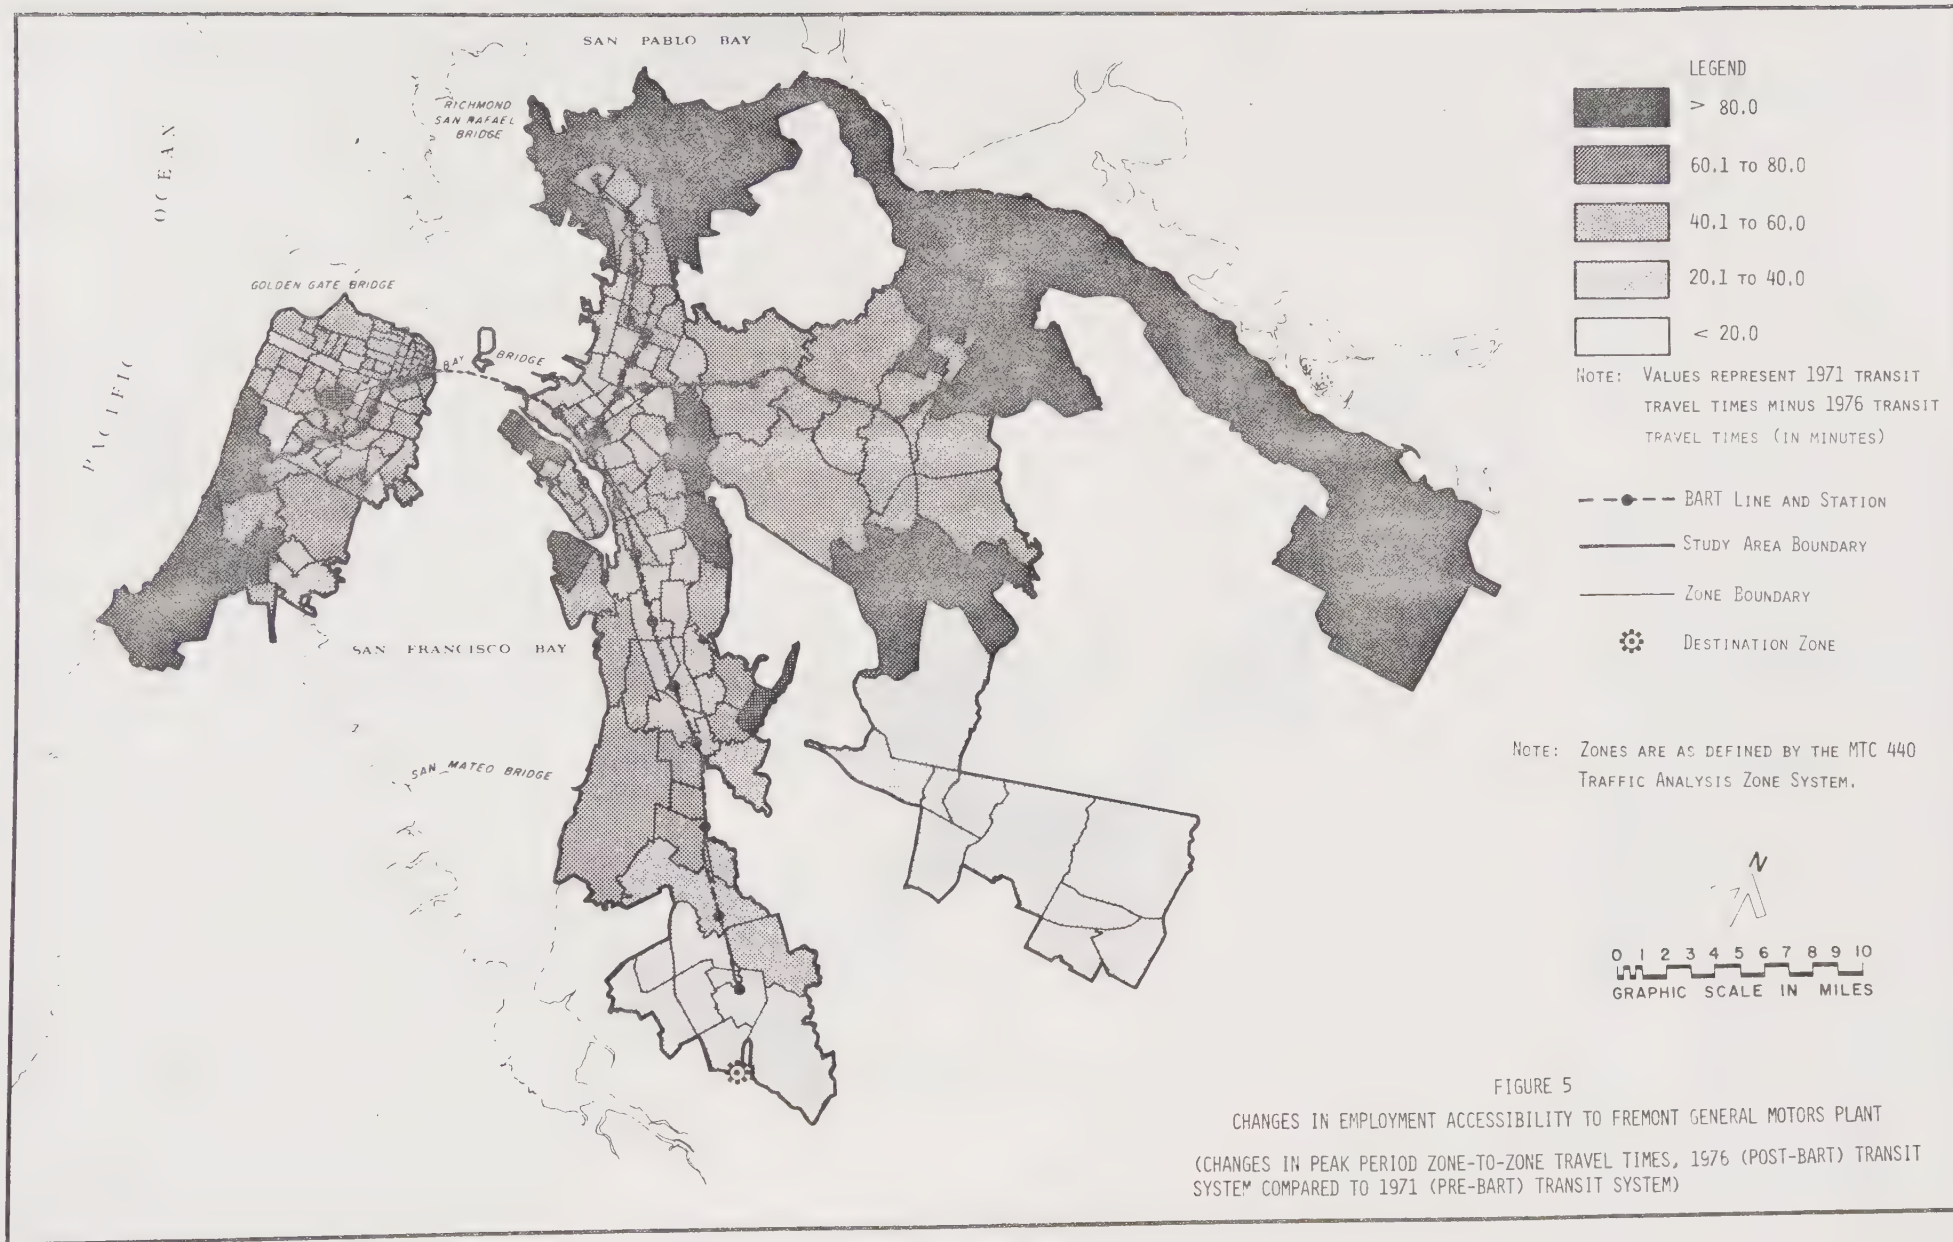 SAN PABLO BAY
RICHMOND
SAN RAFAEL
BRIDGE
OCEAN
PACIFIC
GOLDEN GATE BRIDGE
BAY BRIDGE
SAN FRANCISCO BAY
SAN MATEO BRIDGE
LEGEND
> 80.0
60.1 TO 80.0
40.1 TO 60.0
20.1 TO 40.0
< 20.0
NOTE: VALUES REPRESENT 1971 TRANSIT
TRAVEL TIMES MINUS 1976 TRANSIT
TRAVEL TIMES (IN MINUTES)
BART LINE AND STATION
STUDY AREA BOUNDARY
ZONE BOUNDARY
DESTINATION ZONE
NOTE: ZONES ARE AS DEFINED BY THE MTC 440
TRAFFIC ANALYSIS ZONE SYSTEM.
N
0 1 2 3 4 5 6 7 8 9 10
GRAPHIC SCALE IN MILES
FIGURE 5
CHANGES IN EMPLOYMENT ACCESSIBILITY TO FREMONT GENERAL MOTORS PLANT
(CHANGES IN PEAK PERIOD ZONE-TO-ZONE TRAVEL TIMES, 1976 (POST-BART) TRANSIT
SYSTEM COMPARED TO 1971 (PRE-BART) TRANSIT SYSTEM)